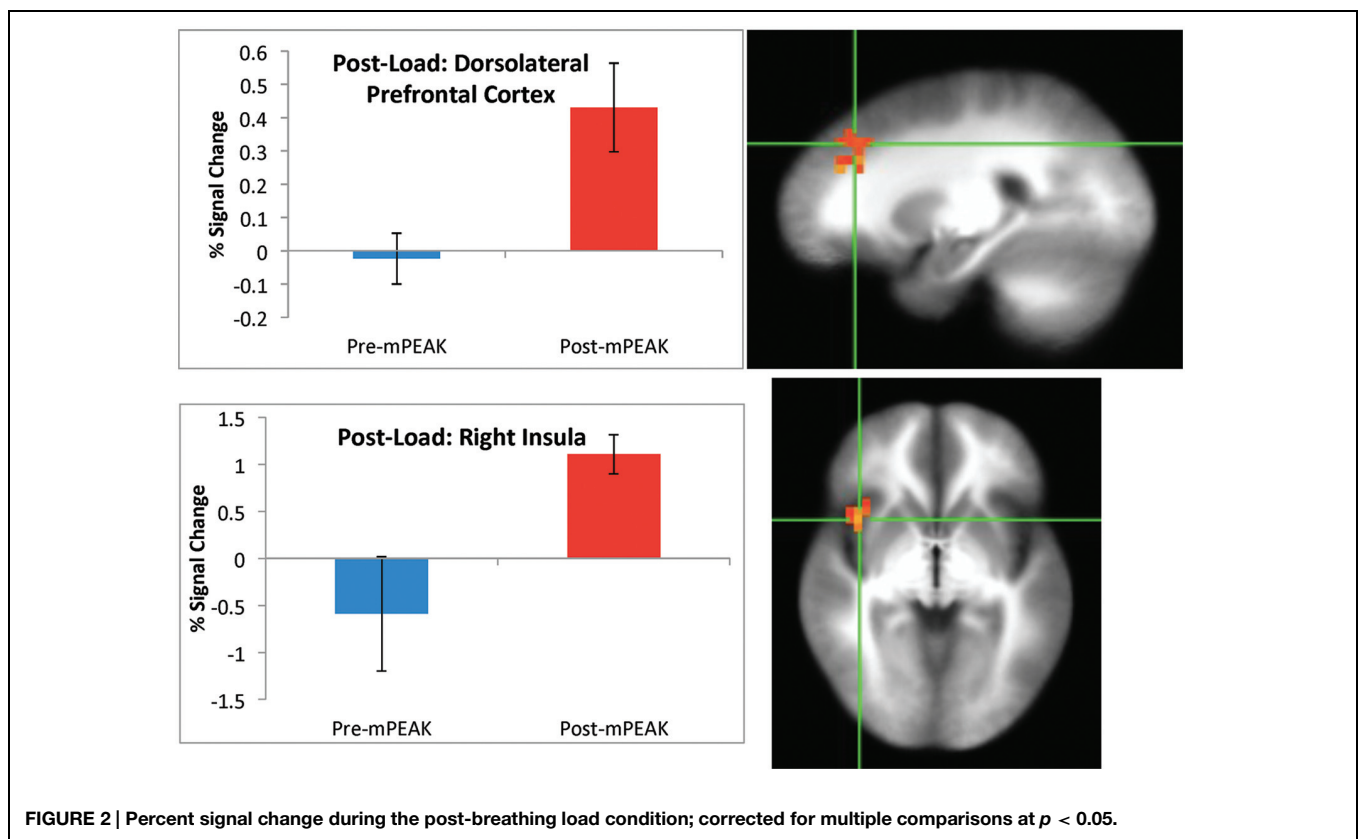 Post-Load: Dorsolateral
Prefrontal Cortex
% Signal Change
0.6
0.5
0.4
0.3
0.2
0.1
0
-0.1
-0.2
Pre-mPEAK Post-mPEAK
Post-Load: Right Insula
% Signal Change
1.5
1
0.5
0
-0.5
-1
-1.5
Pre-mPEAK Post-mPEAK
FIGURE 2 | Percent signal change during the post-breathing load condition; corrected for multiple comparisons at p < 0.05.